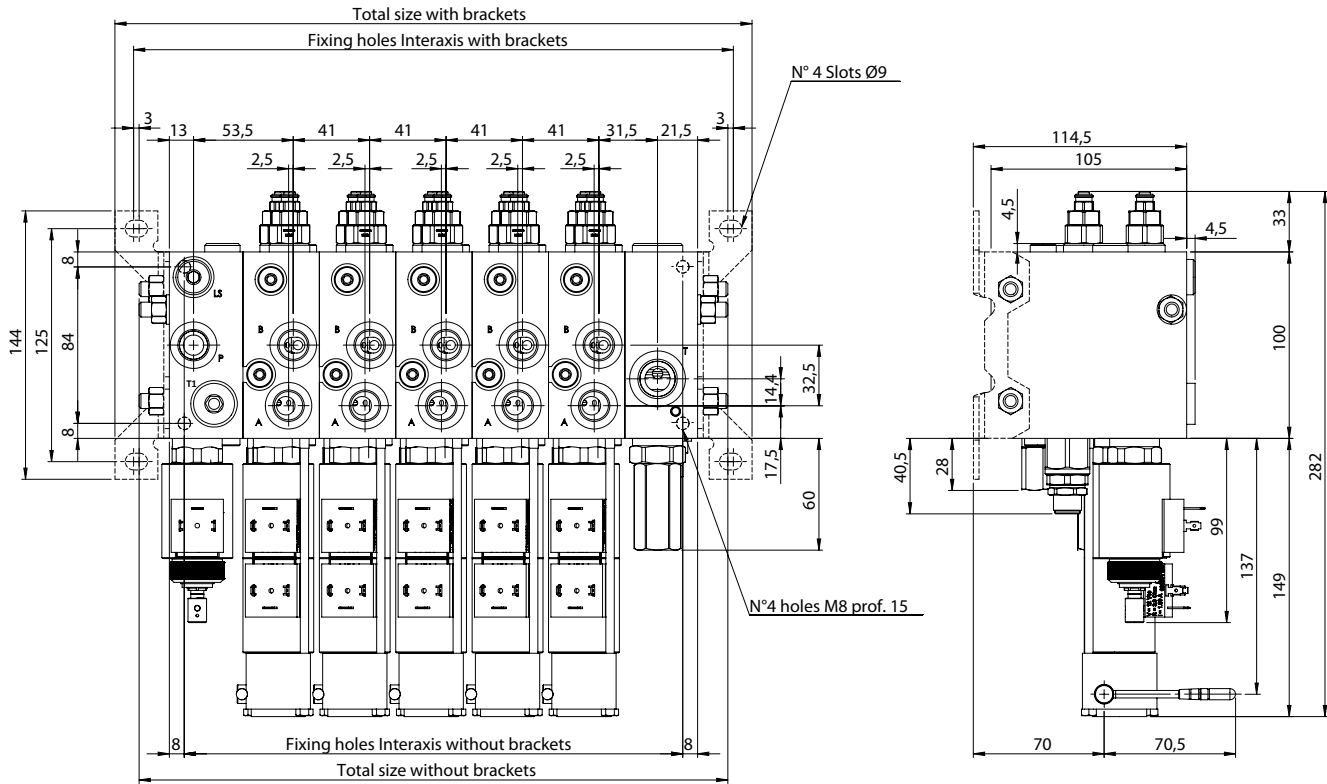 Total size with brackets
Fixing holes Interaxis with brackets
N° 4 Slots Ø9
3
13
53,5
41
41
41
41
31,5
21,5
3
2,5
2,5
2,5
2,5
2,5
144
125
8
84
8
LS
P
T1
B
B
B
B
B
A
A
A
A
A
T
14,4
32,5
17,5
60
N°4 holes M8 prof. 15
8
Fixing holes Interaxis without brackets
8
Total size without brackets
114,5
105
4,5
4,5
33
100
282
40,5
28
99
137
149
70
70,5